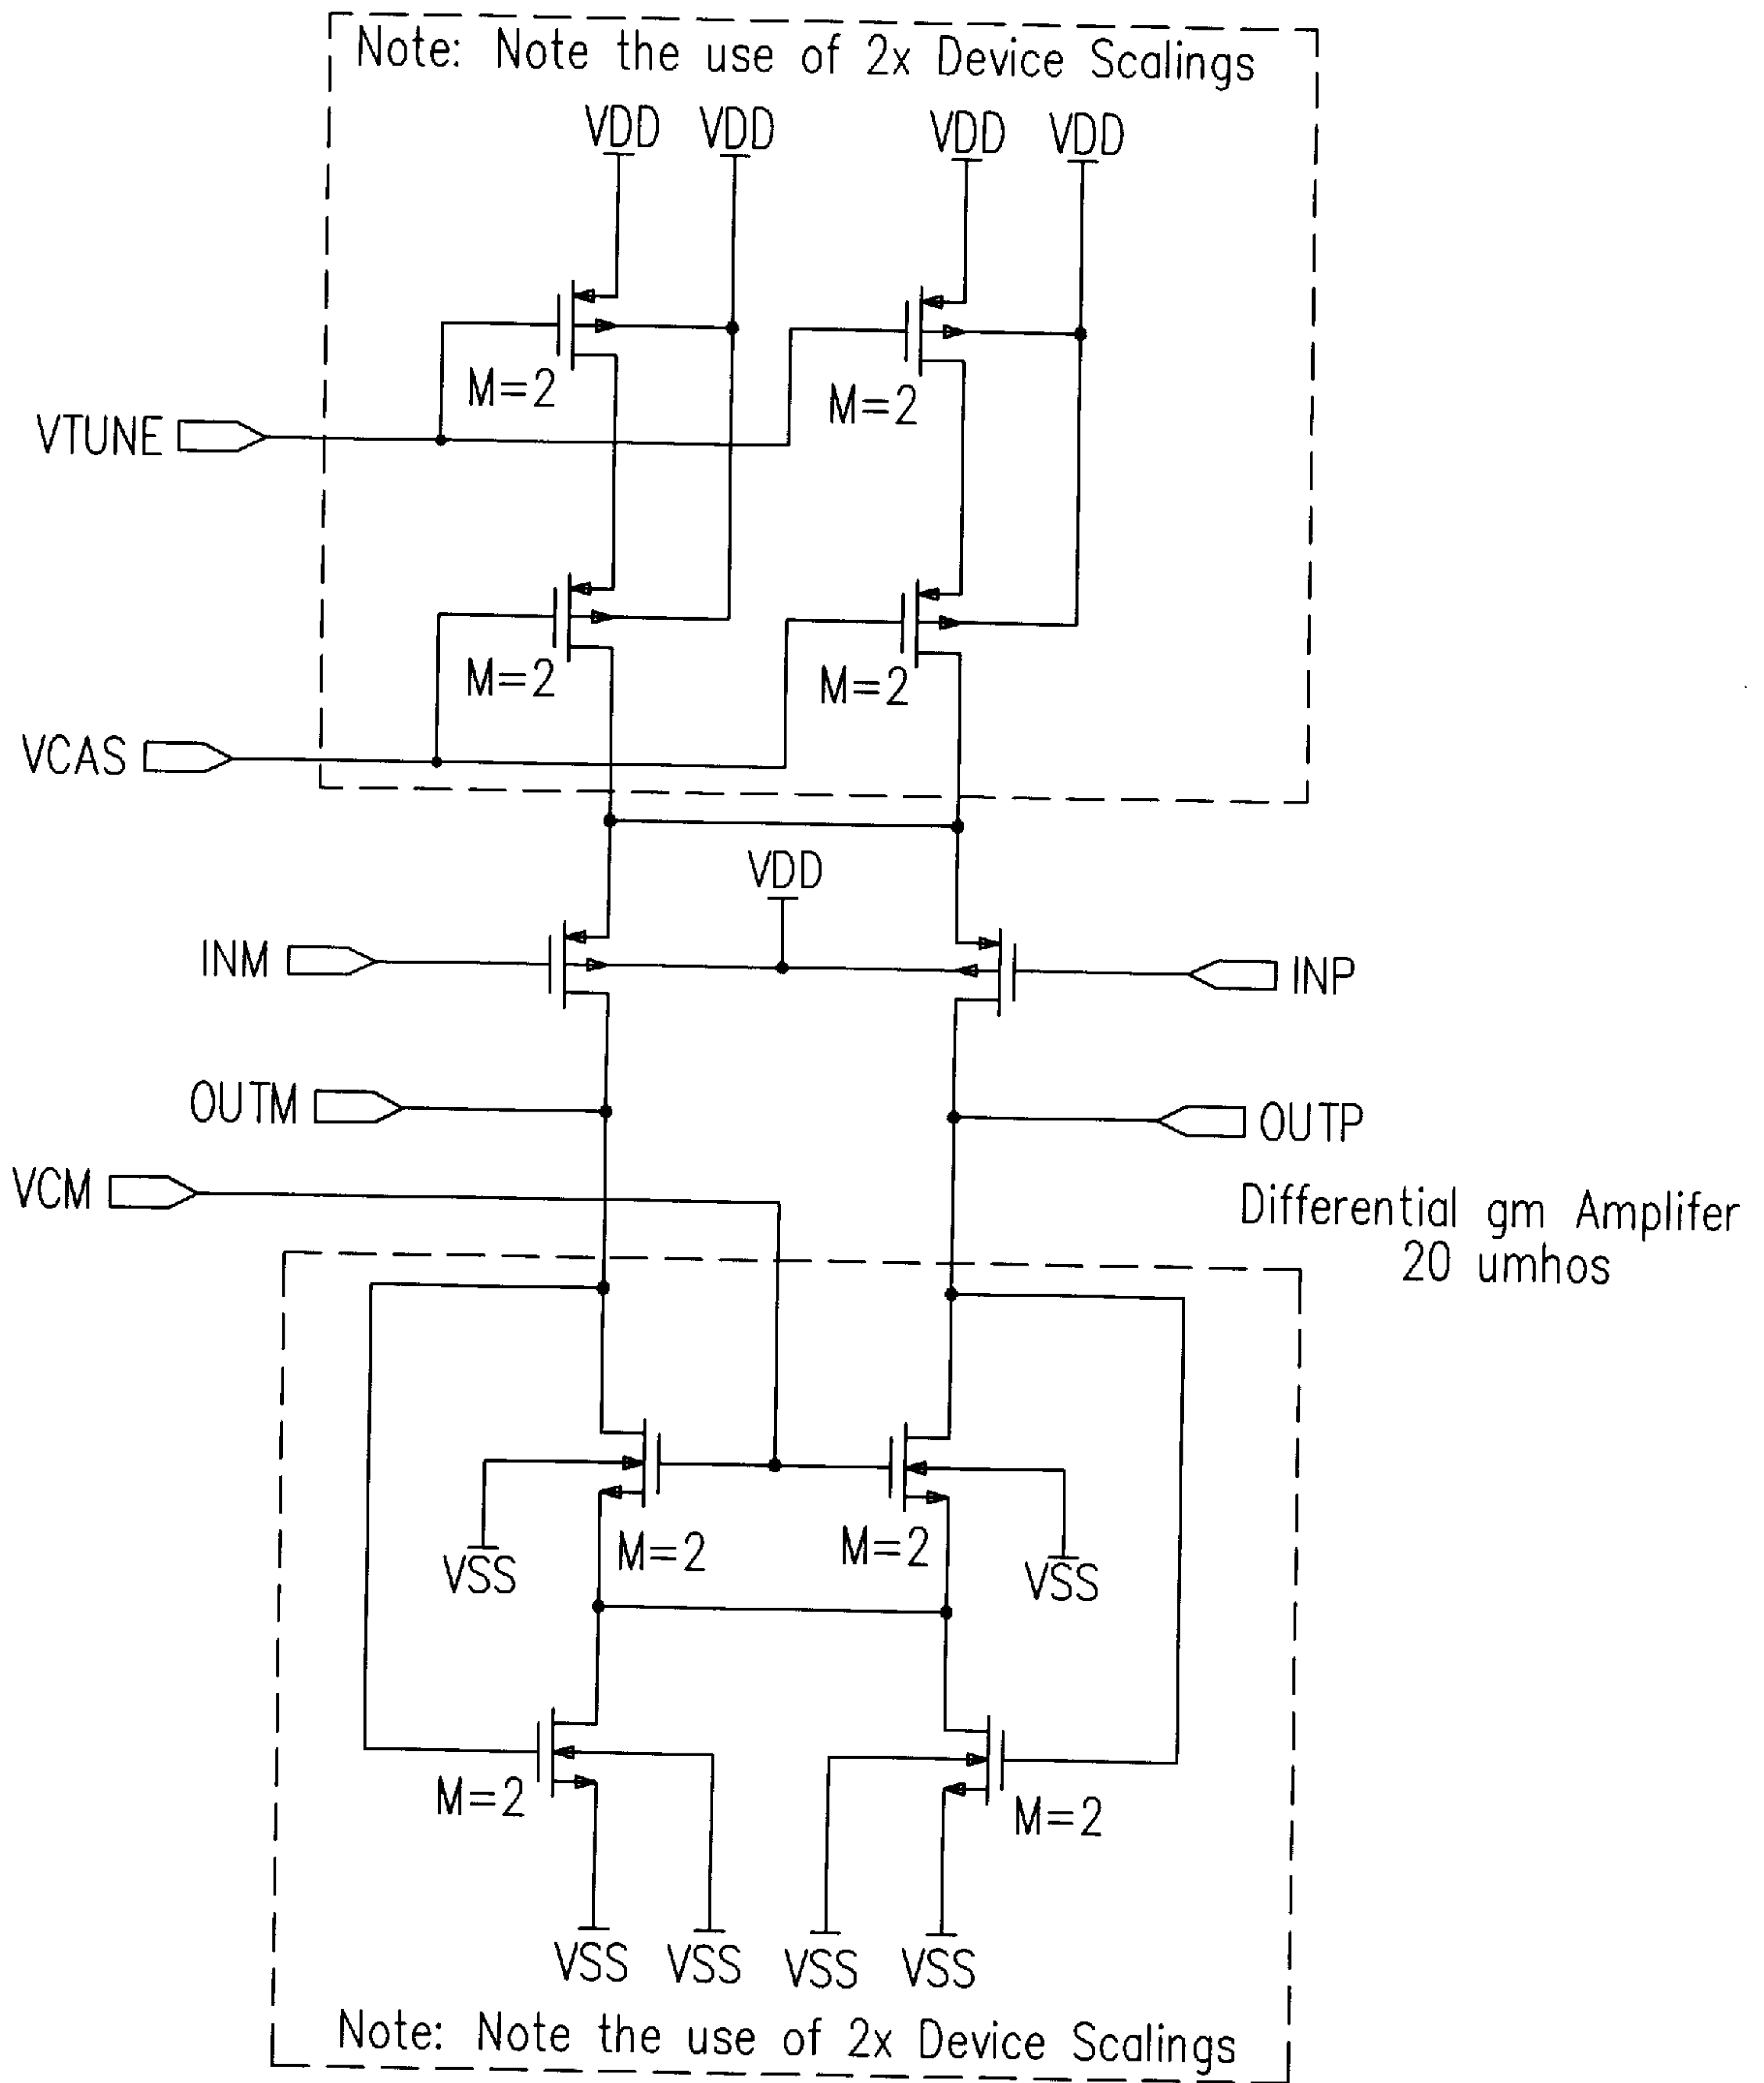 Note: Note the use of 2x Device Scalings
VDD VDD VDD VDD
M=2 M=2
VTUNE
M=2 M=2
VCAS
VDD
INM INP
OUTM OUTP
VCM
Differential gm Amplifer
20 umhos
M=2 M=2
VSS VSS
M=2 M=2
VSS VSS VSS VSS
Note: Note the use of 2x Device Scalings